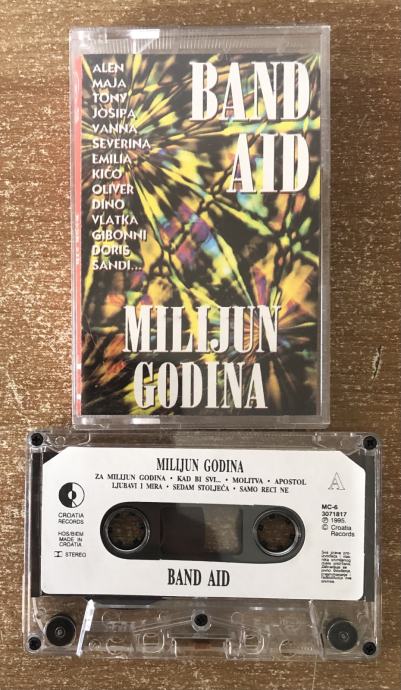 BAND
AID
ALEN
MAJA
TONY
JOSIPA
VANNA
SEVERINA
EMILIA
KIĆO
OLIVER
DINO
VLATKA
GIBONNI
DORIS
SANDI...
MILIJUN
GODINA
MILIJUN GODINA
ZA MILIJUN GODINA • KAD BI SVI... • MOLITVA • APOSTOL
LJUBAVI I MIRA • SEDAM STOLJEĆA • SAMO RECI NE
A
CROATIA
RECORDS
HDS/BIEM
MADE IN
CROATIA
STEREO
MC-6
3071817
Ⓟ 1995.
© Croatia
Records
BAND AID